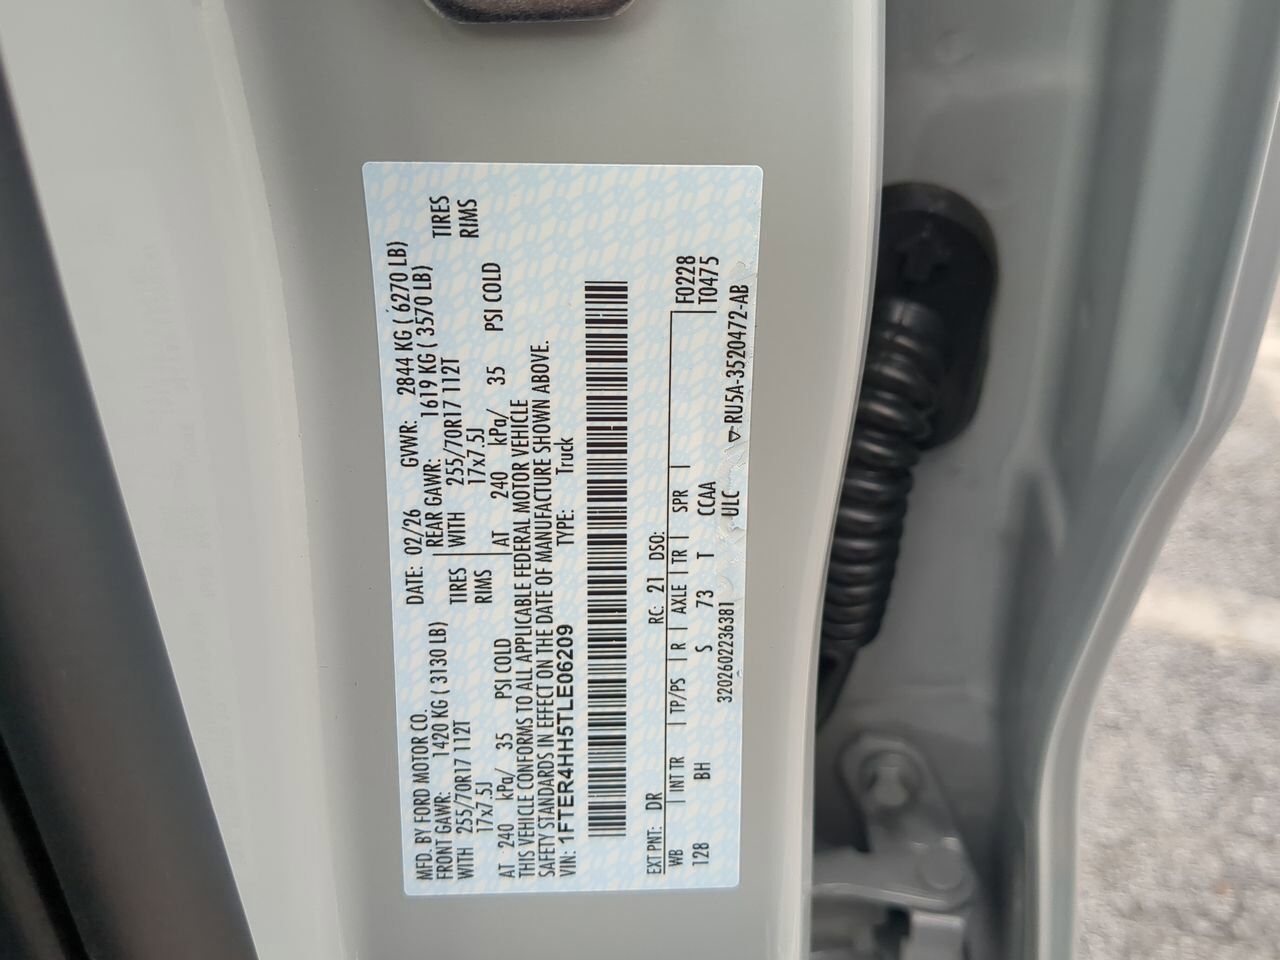 MFD. BY FORD MOTOR CO. DATE: 02/26 GVWR: 2844 KG ( 6270 LB)
FRONT GAWR: 1420 KG ( 3130 LB) REAR GAWR: 1619 KG ( 3570 LB)
WITH 255/70R17 112T TIRES WITH 255/70R17 112T TIRES
17x7.5J RIMS 17x7.5J RIMS
AT 240 kPa/ 35 PSI COLD AT 240 kPa/ 35 PSI COLD
THIS VEHICLE CONFORMS TO ALL APPLICABLE FEDERAL MOTOR VEHICLE
SAFETY STANDARDS IN EFFECT ON THE DATE OF MANUFACTURE SHOWN ABOVE.
VIN: 1FTER4HH5TLE06209 TYPE: Truck
EXT PNT: DR RC: 21 DSO: F0228
WB INT TR TP/PS R AXLE TR SPR T0475
128 BH S 73 T CCAA
3202602236381 ULC RU5A-3520472-AB